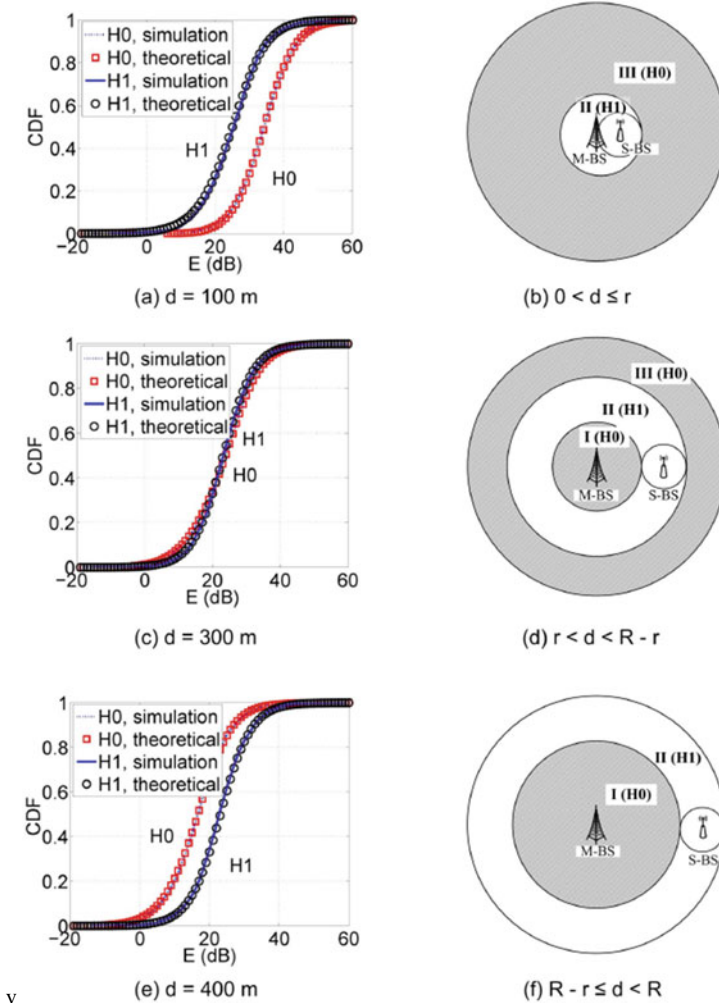 1
0.8
0.6
0.4
0.2
0
CDF
H0, simulation
H0, theoretical
H1, simulation
H1, theoretical
H1
H0
−20 0 20 40 60
E (dB)
(a) d = 100 m
III (H0)
II (H1)
M-BS
S-BS
(b) 0 < d ≤ r
1
0.8
0.6
0.4
0.2
0
CDF
H0, simulation
H0, theoretical
H1, simulation
H1, theoretical
H1
H0
−20 0 20 40 60
E (dB)
(c) d = 300 m
III (H0)
II (H1)
I (H0)
M-BS
S-BS
(d) r < d < R - r
1
0.8
0.6
0.4
0.2
0
CDF
H0, simulation
H0, theoretical
H1, simulation
H1, theoretical
H0
H1
−20 0 20 40 60
E (dB)
(e) d = 400 m
II (H1)
I (H0)
M-BS
S-BS
(f) R - r ≤ d < R
v